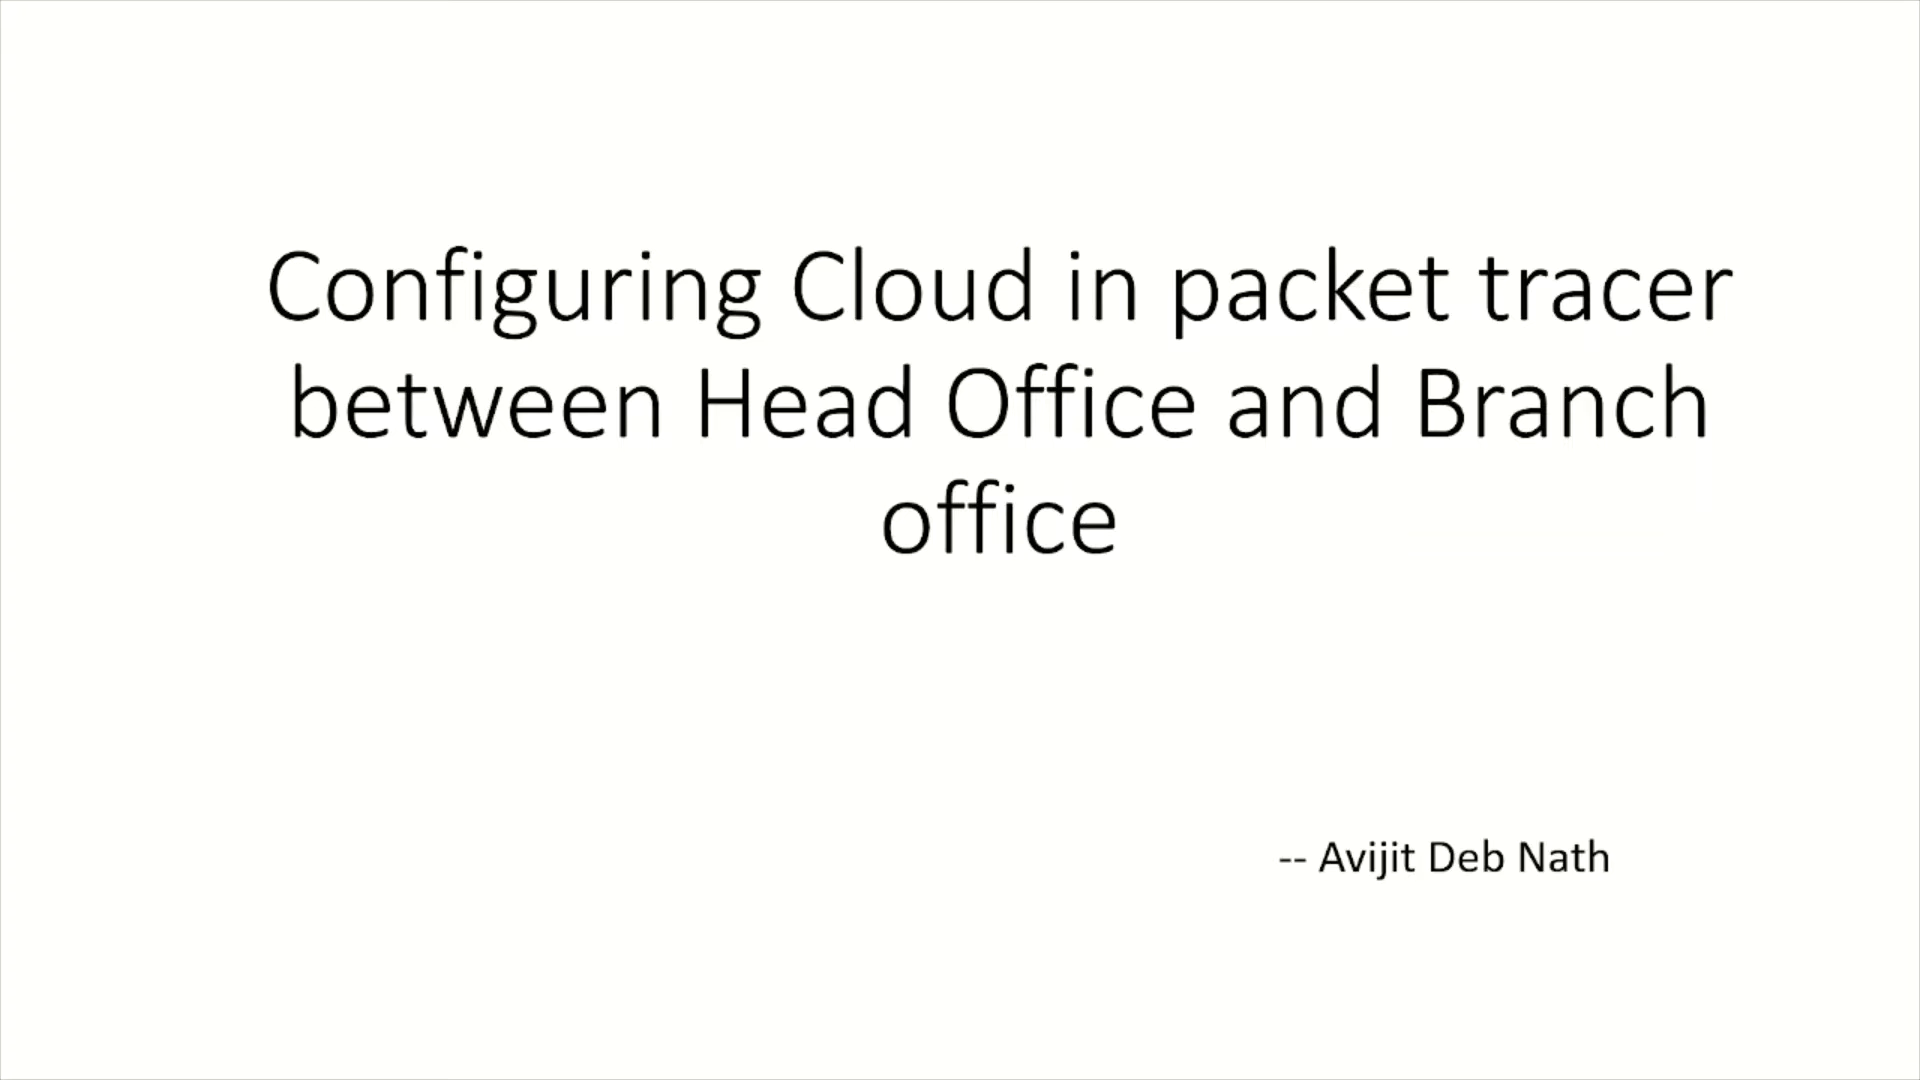 Configuring Cloud in packet tracer
between Head Office and Branch
office
-- Avijit Deb Nath